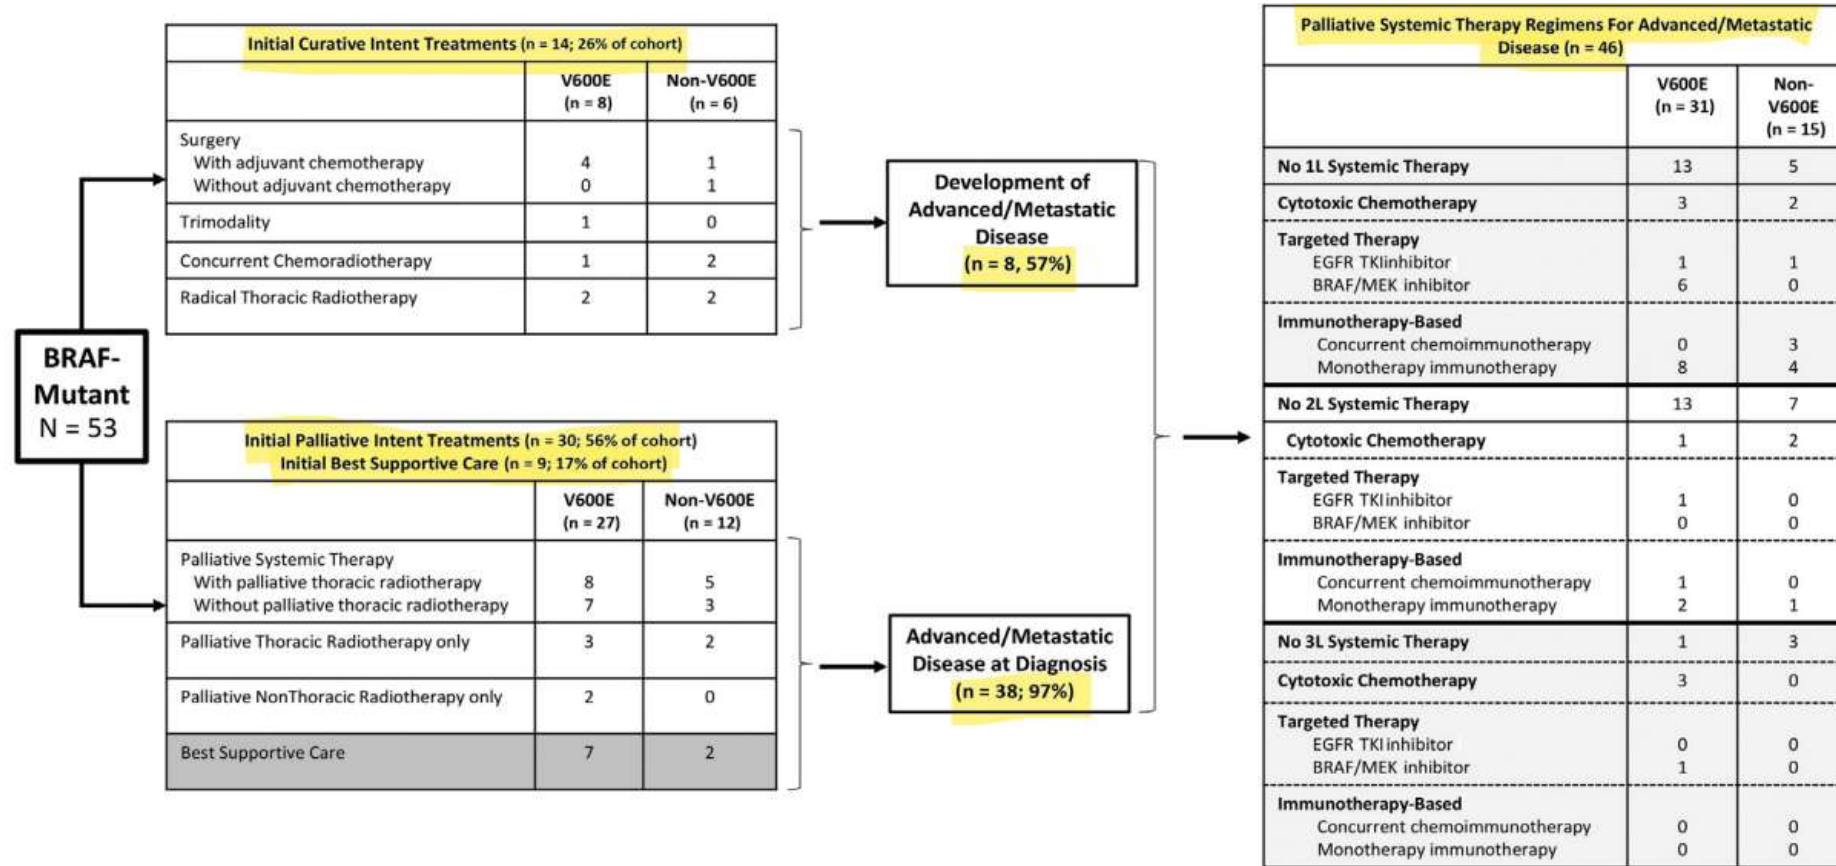 BRAF-
Mutant
N = 53
Initial Curative Intent Treatments (n = 14; 26% of cohort)
V600E Non-V600E
(n = 8) (n = 6)
Surgery
With adjuvant chemotherapy 4 1
Without adjuvant chemotherapy 0 1
Trimodality 1 0
Concurrent Chemoradiotherapy 1 2
Radical Thoracic Radiotherapy 2 2
Initial Palliative Intent Treatments (n = 30; 56% of cohort)
Initial Best Supportive Care (n = 9; 17% of cohort)
V600E Non-V600E
(n = 27) (n = 12)
Palliative Systemic Therapy
With palliative thoracic radiotherapy 8 5
Without palliative thoracic radiotherapy 7 3
Palliative Thoracic Radiotherapy only 3 2
Palliative NonThoracic Radiotherapy only 2 0
Best Supportive Care 7 2
Development of
Advanced/Metastatic
Disease
(n = 8, 57%)
Advanced/Metastatic
Disease at Diagnosis
(n = 38; 97%)
Palliative Systemic Therapy Regimens For Advanced/Metastatic
Disease (n = 46)
V600E Non-
(n = 31) V600E
(n = 15)
No 1L Systemic Therapy 13 5
Cytotoxic Chemotherapy 3 2
Targeted Therapy
EGFR TKIinhibitor 1 1
BRAF/MEK inhibitor 6 0
Immunotherapy-Based
Concurrent chemoimmunotherapy 0 3
Monotherapy immunotherapy 8 4
No 2L Systemic Therapy 13 7
Cytotoxic Chemotherapy 1 2
Targeted Therapy
EGFR TKIinhibitor 1 0
BRAF/MEK inhibitor 0 0
Immunotherapy-Based
Concurrent chemoimmunotherapy 1 0
Monotherapy immunotherapy 2 1
No 3L Systemic Therapy 1 3
Cytotoxic Chemotherapy 3 0
Targeted Therapy
EGFR TKIinhibitor 0 0
BRAF/MEK inhibitor 1 0
Immunotherapy-Based
Concurrent chemoimmunotherapy 0 0
Monotherapy immunotherapy 0 0